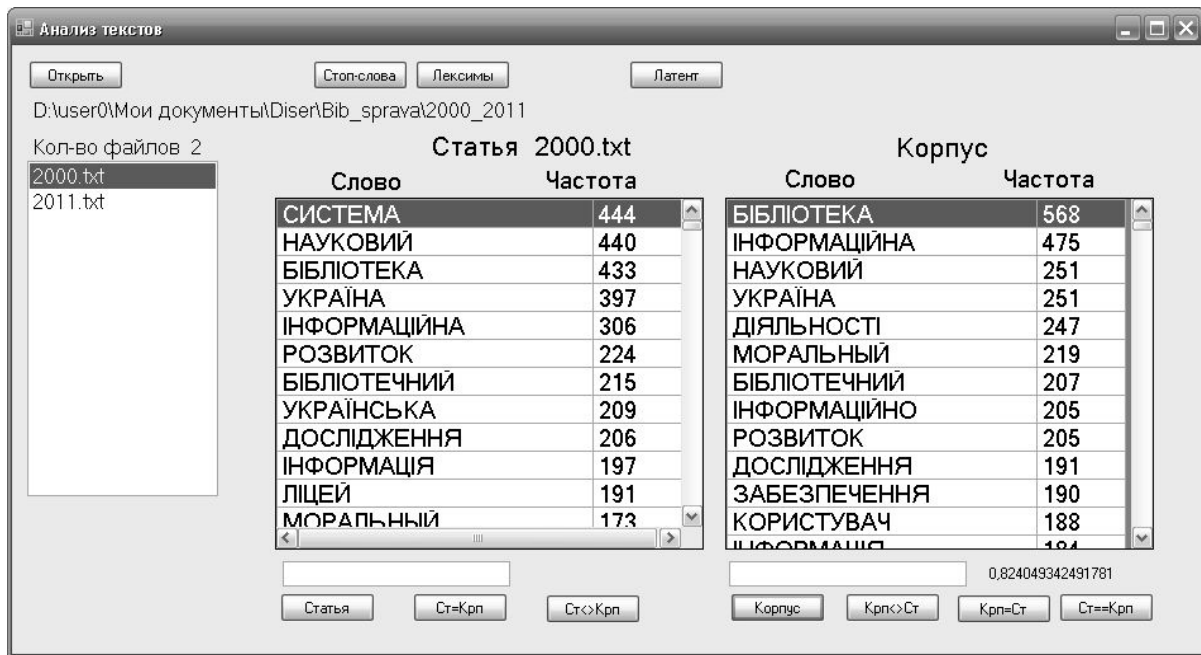 Анализ текстов
Открыть Стоп-слова Лексимы Латент
D:\user0\Мои документы\Diser\Bib_sprava\2000_2011
Кол-во файлов 2
2000.txt
2011.txt
Статья 2000.txt
Слово Частота
СИСТЕМА 444
НАУКОВИЙ 440
БІБЛІОТЕКА 433
УКРАЇНА 397
ІНФОРМАЦІЙНА 306
РОЗВИТОК 224
БІБЛІОТЕЧНИЙ 215
УКРАЇНСЬКА 209
ДОСЛІДЖЕННЯ 206
ІНФОРМАЦІЯ 197
ЛІЦЕЙ 191
МОРАЛЬНЫЙ 173
Корпус
Слово Частота
БІБЛІОТЕКА 568
ІНФОРМАЦІЙНА 475
НАУКОВИЙ 251
УКРАЇНА 251
ДІЯЛЬНОСТІ 247
МОРАЛЬНЫЙ 219
БІБЛІОТЕЧНИЙ 207
ІНФОРМАЦІЙНО 205
РОЗВИТОК 205
ДОСЛІДЖЕННЯ 191
ЗАБЕЗПЕЧЕННЯ 190
КОРИСТУВАЧ 188
ІНФОРМАЦІЯ 184
0,824049342491781
Статья Ст=Крп Ст<>Крп
Корпус Крп<>Ст Крп=Ст Ст==Крп